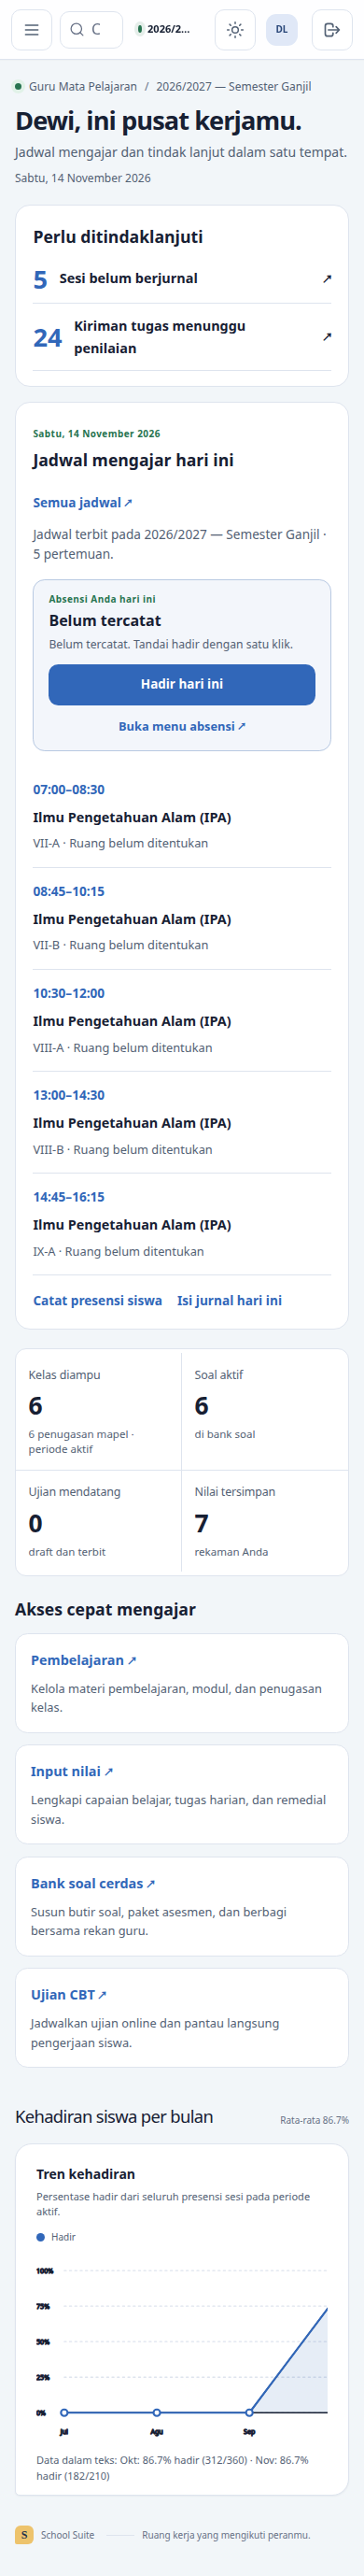 C
2026/2...
DL
Guru Mata Pelajaran / 2026/2027 — Semester Ganjil
Dewi, ini pusat kerjamu.
Jadwal mengajar dan tindak lanjut dalam satu tempat.
Sabtu, 14 November 2026
Perlu ditindaklanjuti
5 Sesi belum berjurnal ↗
24 Kiriman tugas menunggu
penilaian ↗
Sabtu, 14 November 2026
Jadwal mengajar hari ini
Semua jadwal ↗
Jadwal terbit pada 2026/2027 — Semester Ganjil ·
5 pertemuan.
Absensi Anda hari ini
Belum tercatat
Belum tercatat. Tandai hadir dengan satu klik.
Hadir hari ini
Buka menu absensi ↗
07:00–08:30
Ilmu Pengetahuan Alam (IPA)
VII-A · Ruang belum ditentukan
08:45–10:15
Ilmu Pengetahuan Alam (IPA)
VII-B · Ruang belum ditentukan
10:30–12:00
Ilmu Pengetahuan Alam (IPA)
VIII-A · Ruang belum ditentukan
13:00–14:30
Ilmu Pengetahuan Alam (IPA)
VIII-B · Ruang belum ditentukan
14:45–16:15
Ilmu Pengetahuan Alam (IPA)
IX-A · Ruang belum ditentukan
Catat presensi siswa Isi jurnal hari ini
Kelas diampu
6
6 penugasan mapel ·
periode aktif
Soal aktif
6
di bank soal
Ujian mendatang
0
draft dan terbit
Nilai tersimpan
7
rekaman Anda
Akses cepat mengajar
Pembelajaran ↗
Kelola materi pembelajaran, modul, dan penugasan
kelas.
Input nilai ↗
Lengkapi capaian belajar, tugas harian, dan remedial
siswa.
Bank soal cerdas ↗
Susun butir soal, paket asesmen, dan berbagi
bersama rekan guru.
Ujian CBT ↗
Jadwalkan ujian online dan pantau langsung
pengerjaan siswa.
Kehadiran siswa per bulan Rata-rata 86.7%
Tren kehadiran
Persentase hadir dari seluruh presensi sesi pada periode
aktif.
Hadir
100%
75%
50%
25%
0%
Jul Agu Sep
Data dalam teks: Okt: 86.7% hadir (312/360) · Nov: 86.7%
hadir (182/210)
S School Suite Ruang kerja yang mengikuti peranmu.